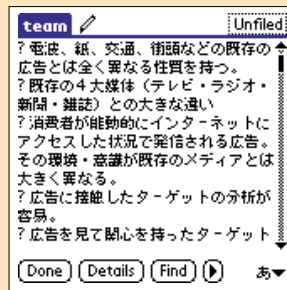 team Unfiled
? 電波、紙、交通、街頭などの既存の
広告とは全く異なる性質を持つ。
? 既存の4大媒体（テレビ・ラジオ・
新聞・雑誌）との大きな違い
? 消費者が能動的にインターネットに
アクセスした状況で発信される広告。
その環境・意識が既存のメディアとは
大きく異なる。
? 広告に接触したターゲットの分析が
容易。
? 広告を見て関心を持ったターゲット
Done Details Find あ